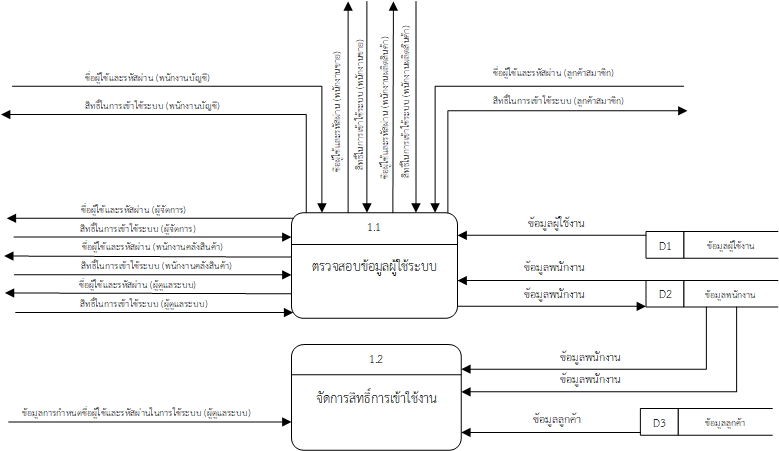 ชื่อผู้ใช้และรหัสผ่าน (พนักงานบัญชี)
สิทธิ์ในการเข้าใช้ระบบ (พนักงานบัญชี)
ชื่อผู้ใช้และรหัสผ่าน (พนักงานขาย)
สิทธิ์ในการเข้าใช้ระบบ (พนักงานขาย)
ชื่อผู้ใช้และรหัสผ่าน (พนักงานผลิตสินค้า)
สิทธิ์ในการเข้าใช้ระบบ (พนักงานผลิตสินค้า)
ชื่อผู้ใช้และรหัสผ่าน (ลูกค้าสมาชิก)
สิทธิ์ในการเข้าใช้ระบบ (ลูกค้าสมาชิก)
ชื่อผู้ใช้และรหัสผ่าน (ผู้จัดการ)
สิทธิ์ในการเข้าใช้ระบบ (ผู้จัดการ)
ชื่อผู้ใช้และรหัสผ่าน (พนักงานคลังสินค้า)
สิทธิ์ในการเข้าใช้ระบบ (พนักงานคลังสินค้า)
ชื่อผู้ใช้และรหัสผ่าน (ผู้ดูแลระบบ)
สิทธิ์ในการเข้าใช้ระบบ (ผู้ดูแลระบบ)
1.1
ตรวจสอบข้อมูลผู้ใช้ระบบ
ข้อมูลผู้ใช้งาน
D1
ข้อมูลผู้ใช้งาน
ข้อมูลพนักงาน
ข้อมูลพนักงาน
D2
ข้อมูลพนักงาน
1.2
จัดการสิทธิ์การเข้าใช้งาน
ข้อมูลพนักงาน
ข้อมูลพนักงาน
ข้อมูลการกำหนดชื่อผู้ใช้และรหัสผ่านในการใช้ระบบ (ผู้ดูแลระบบ)
ข้อมูลลูกค้า
D3
ข้อมูลลูกค้า